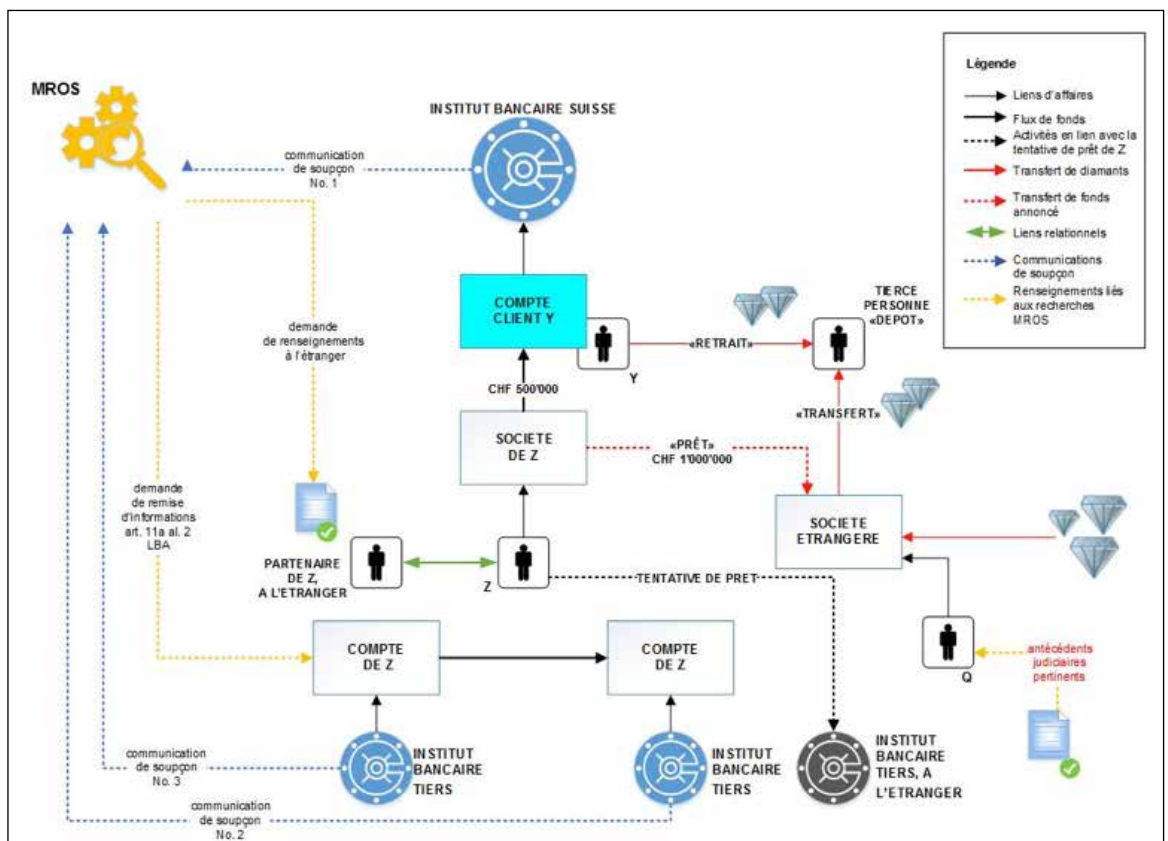 MROS
INSTITUT BANCAIRE SUISSE
communication
de soupçon
No. 1
Légende
Liens d'affaires
Flux de fonds
Activités en lien avec la
tentative de prêt de Z
Transfert de diamants
Transfert de fonds
annoncé
Liens relationnels
Communications
de soupçon
Renseignements liés
aux recherches
MROS
COMPTE
CLIENT Y
TIERCE
PERSONNE
«DEPOT»
«RETRAIT»
Y
demande
de renseignements
à l'étranger
CHF 500'000
«TRANSFERT»
SOCIETE
DE Z
«PRÊT»
CHF 1'000'000
demande
de remise
d'informations
art. 11a al. 2
LBA
SOCIETE
ETRANGERE
PARTENAIRE
DE Z,
A L'ETRANGER
Z
TENTATIVE DE PRET
COMPTE
DE Z
COMPTE
DE Z
Q
antécédents
judiciaires
pertinents
communication
de soupçon
No. 3
INSTITUT
BANCAIRE
TIERS
INSTITUT
BANCAIRE
TIERS
INSTITUT
BANCAIRE
TIERS, A
L'ETRANGER
communication
de soupçon
No. 2